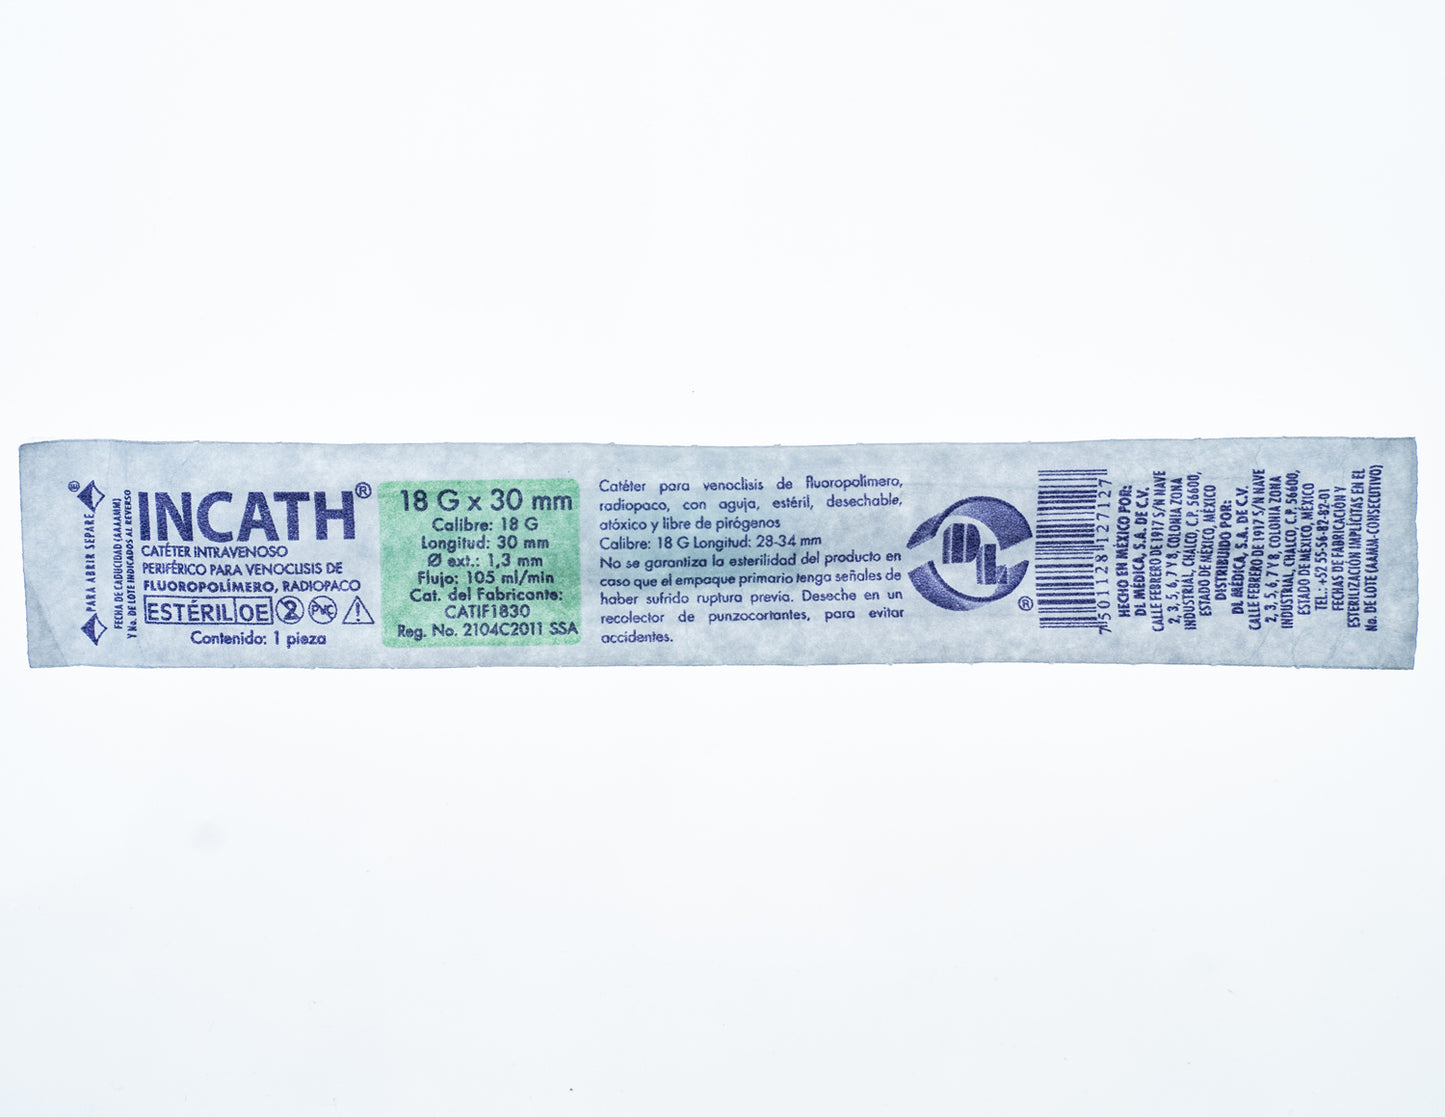 PARA ABRIR SEPARE
FECHA DE CADUCIDAD (AAAAMM)
Y No. DE LOTE INDICADOS AL REVERSO
INCATH®
CATÉTER INTRAVENOSO
PERIFÉRICO PARA VENOCLISIS DE
FLUOROPOLÍMERO, RADIOPACO
ESTÉRIL OE 2 PVC
Contenido: 1 pieza
18 G x 30 mm
Calibre: 18 G
Longitud: 30 mm
Ø ext.: 1,3 mm
Flujo: 105 ml/min
Cat. del Fabricante:
CATIF1830
Reg. No. 2104C2011 SSA
Catéter para venoclisis de fluoropolímero,
radiopaco, con aguja, estéril, desechable,
atóxico y libre de pirógenos
Calibre: 18 G Longitud: 28-34 mm
No se garantiza la esterilidad del producto en
caso que el empaque primario tenga señales de
haber sufrido ruptura previa. Deseche en un
recolector de punzocortantes, para evitar
accidentes.
DL
®
7 501128 127127
HECHO EN MÉXICO POR:
DL MÉDICA, S.A. DE C.V.
CALLE FEBRERO DE 1917 S/N NAVE
2, 3, 5, 6, 7 Y 8, COLONIA ZONA
INDUSTRIAL, CHALCO, C.P. 56600,
ESTADO DE MÉXICO, MÉXICO
DISTRIBUIDO POR:
DL MÉDICA, S.A. DE C.V.
CALLE FEBRERO DE 1917 S/N NAVE
2, 3, 5, 6, 7 Y 8, COLONIA ZONA
INDUSTRIAL, CHALCO, C.P. 56600,
ESTADO DE MÉXICO, MÉXICO
TEL.: +52 55-56-82-82-01
FECHAS DE FABRICACIÓN Y
ESTERILIZACIÓN IMPLÍCITAS EN EL
No. DE LOTE (AAMM-CONSECUTIVO)